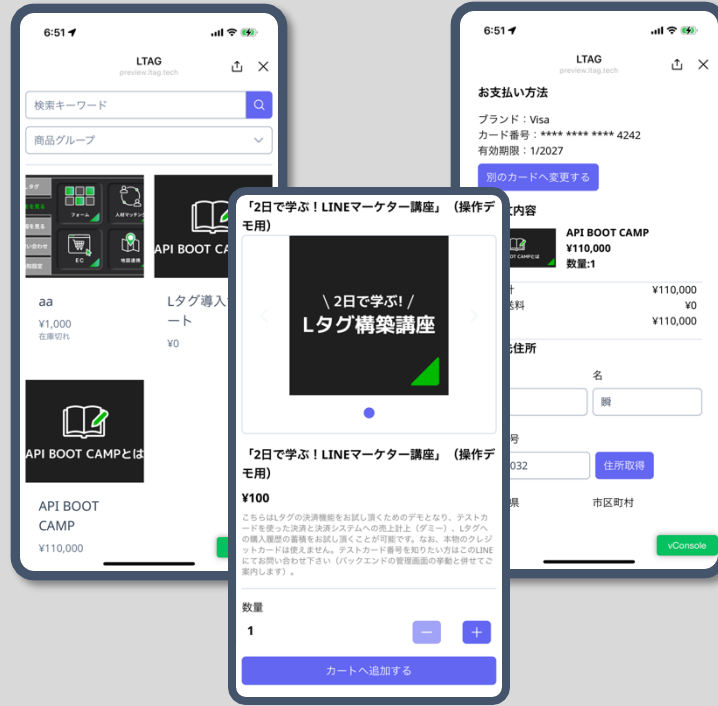 6:51
LTAG
preview.ltag.tech
検索キーワード
商品グループ
フォーム
人材マッチン
EC
地図連携
API BOOT CAMP
aa
¥1,000
在庫切れ
Lタグ導入
ート
¥0
API BOOT CAMPとは
API BOOT
CAMP
¥110,000
「2日で学ぶ！LINEマーケター講座」（操作デ
モ用）
\ 2日で学ぶ! /
Lタグ構築講座
「2日で学ぶ！LINEマーケター講座」（操作デ
モ用）
¥100
こちらはLタグの決済機能をお試し頂くためのデモとなり、テストカ
ードを使った決済と決済システムへの売上計上（ダミー）、Lタグへ
の購入履歴の蓄積をお試し頂くことが可能です。なお、本物のクレジ
ットカードは使えません。テストカード番号を知りたい方はこのLINE
にてお問い合わせ下さい（バックエンドの管理画面の挙動と併せてご
案内します）。
数量
1
カートへ追加する
6:51
LTAG
preview.ltag.tech
お支払い方法
ブランド：Visa
カード番号：**** **** **** 4242
有効期限：1/2027
別のカードへ変更する
文内容
API BOOT CAMP
¥110,000
数量:1
計 ¥110,000
送料 ¥0
¥110,000
先住所
名
瞬
号
032
住所取得
県
市区町村
vConsole